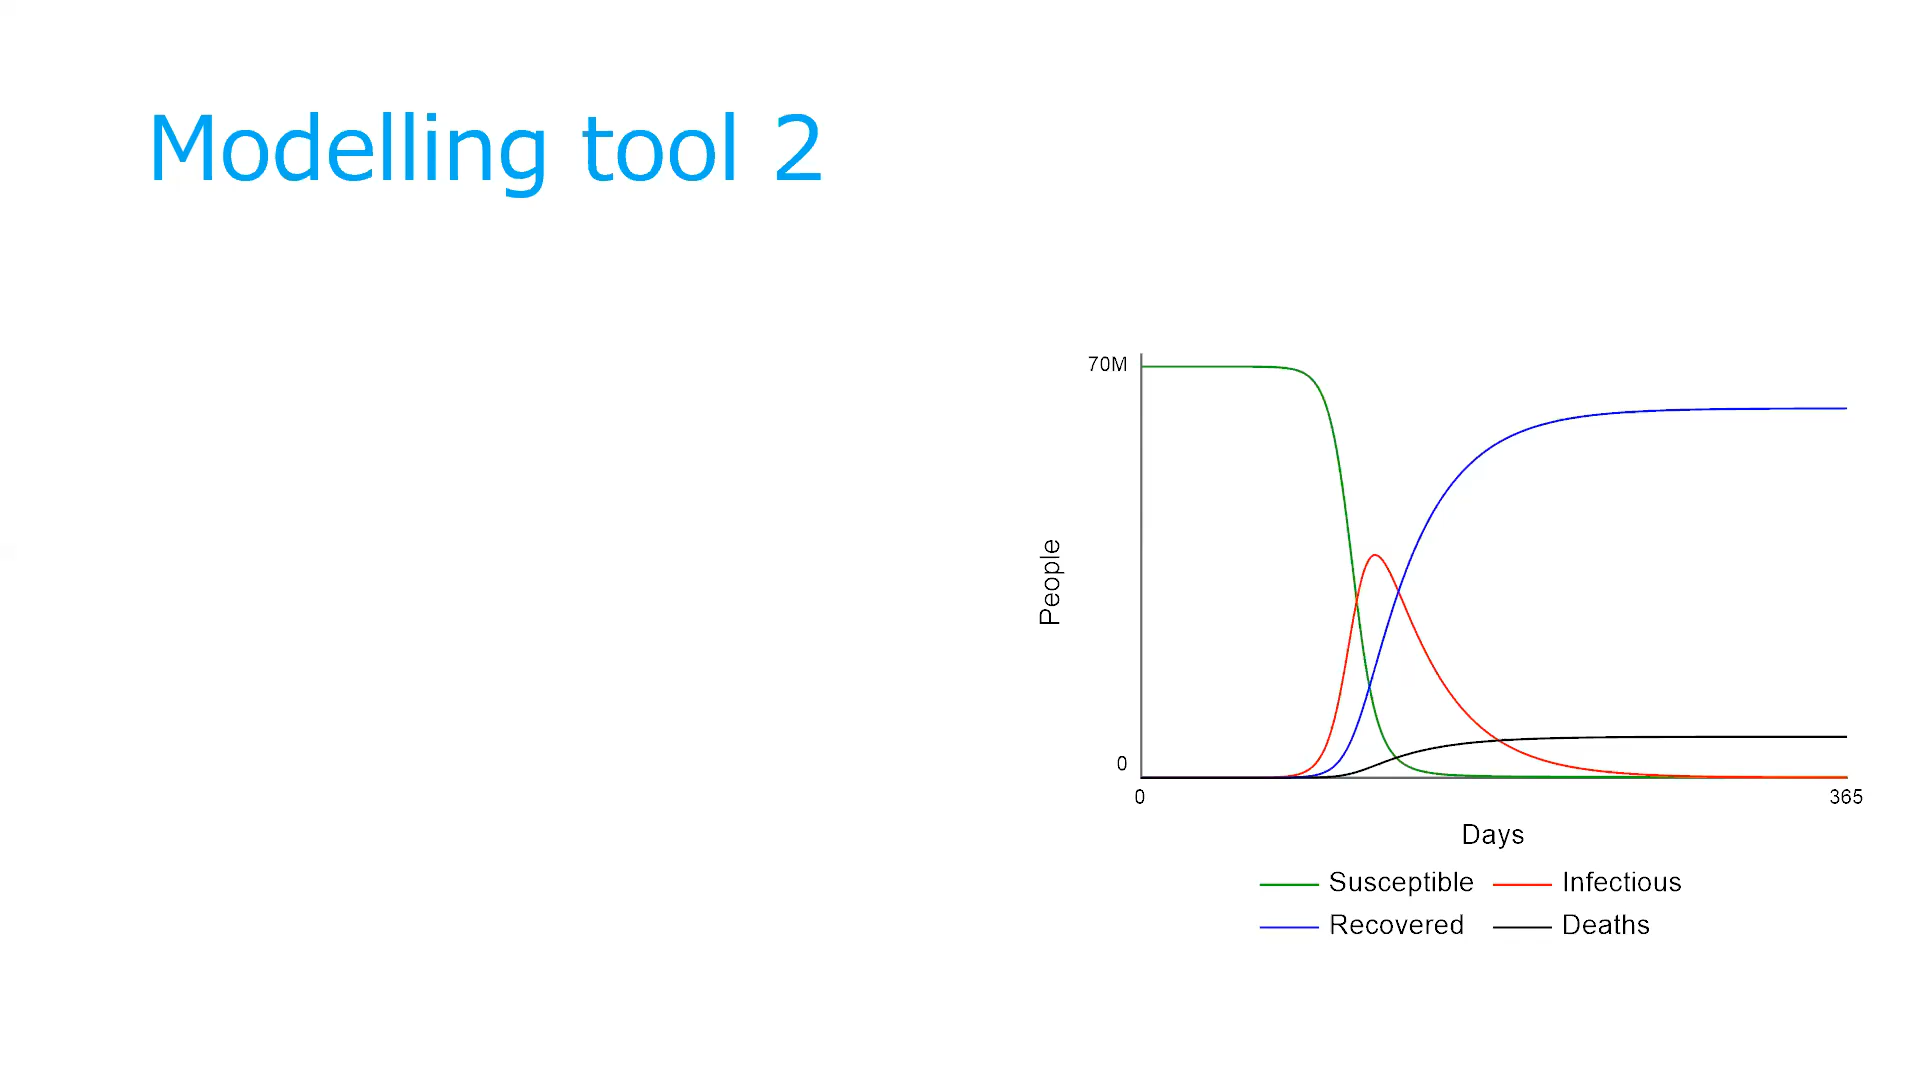 Modelling tool 2
70M
People
0
0
365
Days
Susceptible
Infectious
Recovered
Deaths